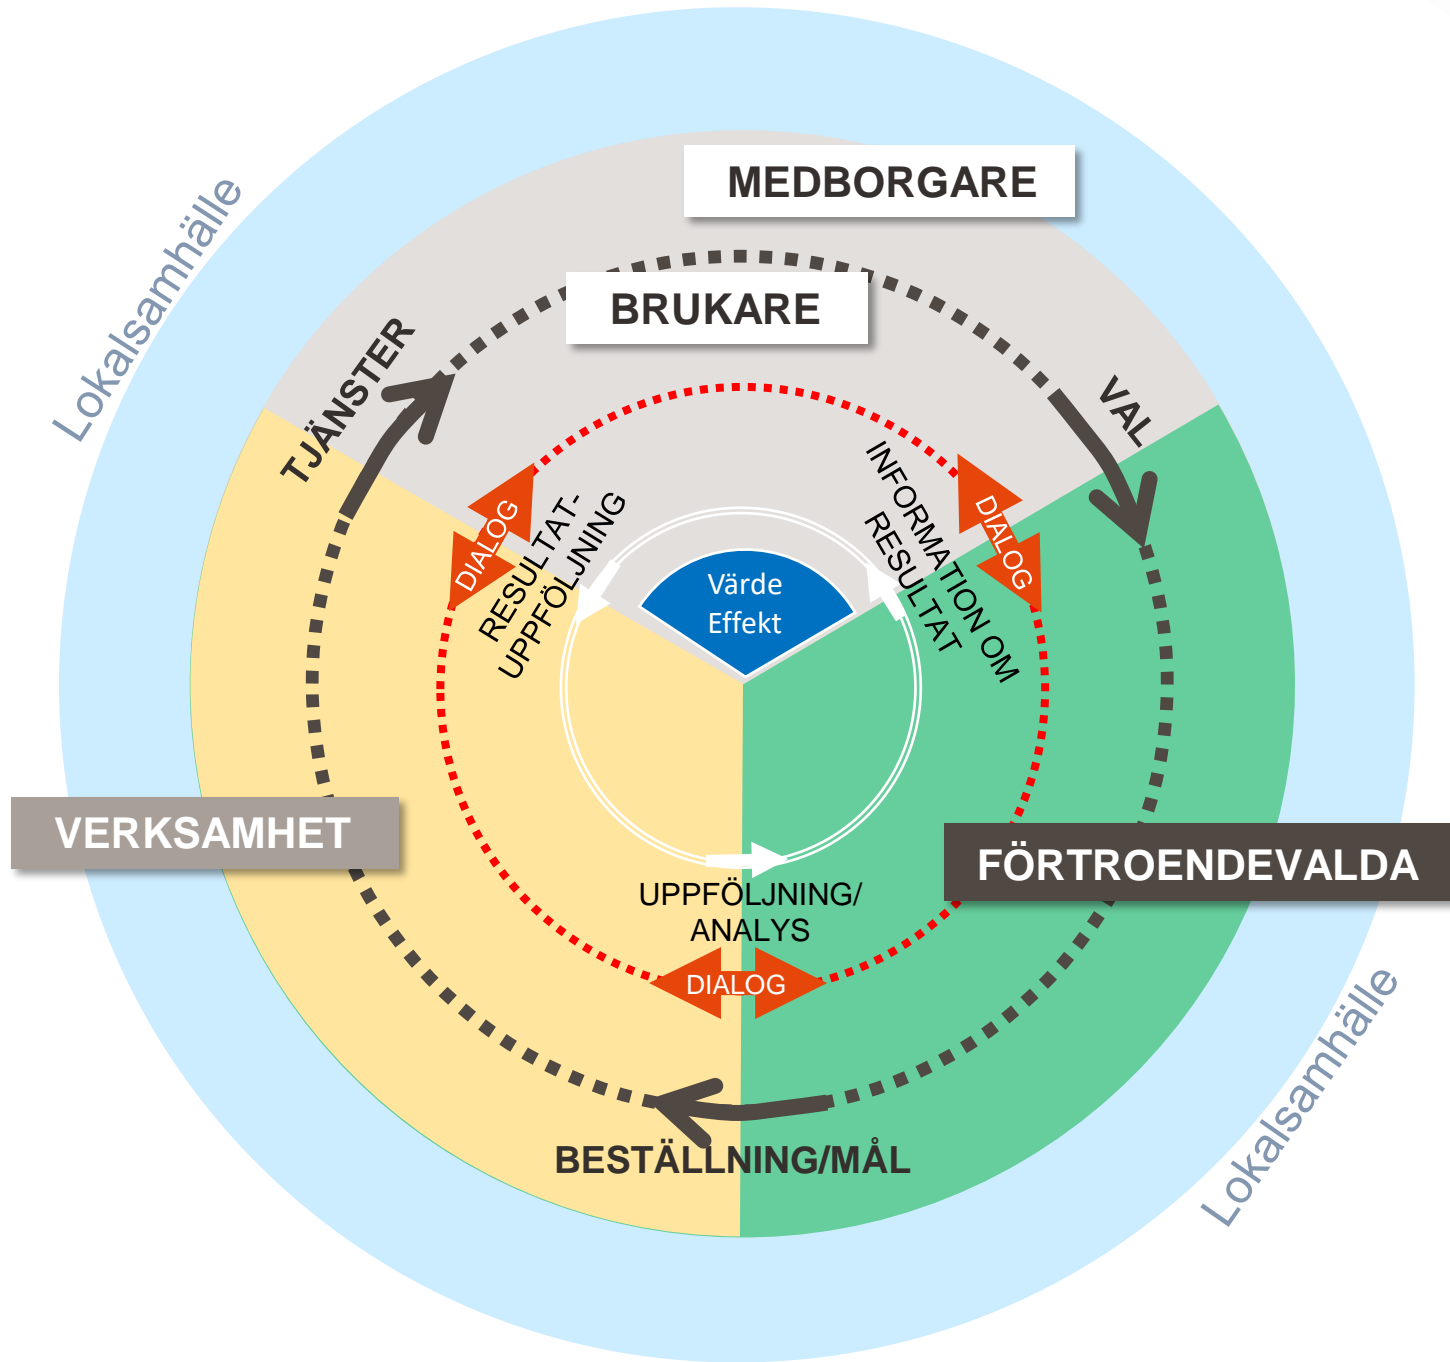 MEDBORGARE
Lokalsamhälle
BRUKARE
TJÄNSTER
VAL
DIALOG
RESULTAT-
UPPFÖLJNING
INFORMATION OM
RESULTAT
DIALOG
Värde
Effekt
VERKSAMHET
FÖRTROENDEVALDA
UPPFÖLJNING/
ANALYS
DIALOG
BESTÄLLNING/MÅL
Lokalsamhälle